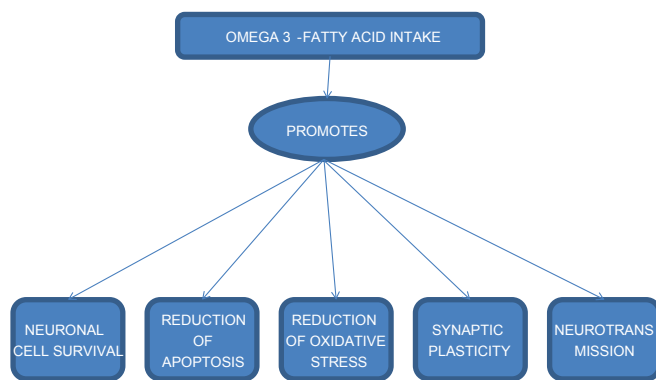 OMEGA 3 -FATTY ACID INTAKE
PROMOTES
NEURONAL
CELL SURVIVAL
REDUCTION
OF
APOPTOSIS
REDUCTION
OF OXIDATIVE
STRESS
SYNAPTIC
PLASTICITY
NEUROTRANS
MISSION